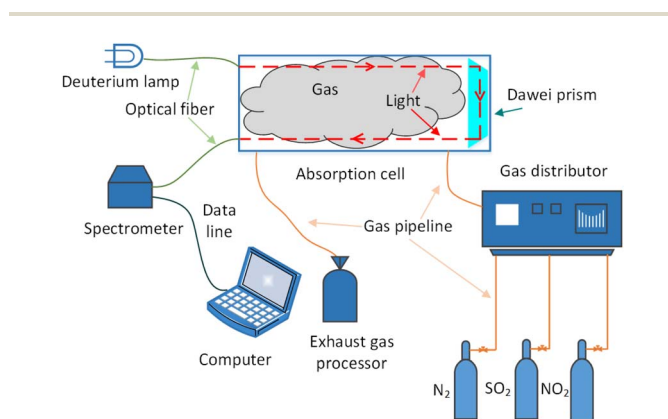 Deuterium lamp
Optical fiber
Gas
Light
Dawei prism
Absorption cell
Gas distributor
Spectrometer
Data
line
Gas pipeline
Computer
Exhaust gas
processor
N₂
SO₂
NO₂